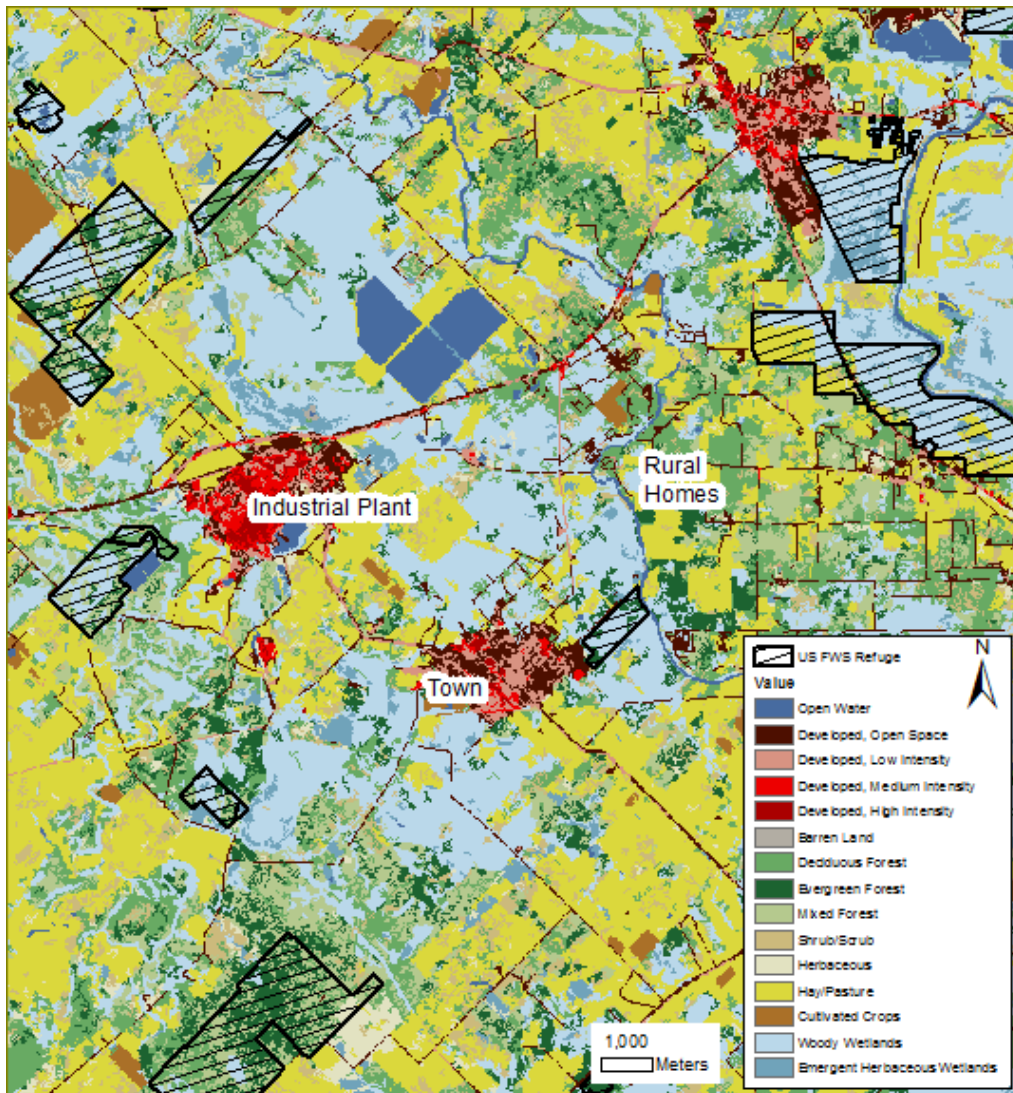 Industrial Plant
Rural
Homes
Town
1,000
Meters
N
US FWS Refuge
Value
Open Water
Developed, Open Space
Developed, Low Intensity
Developed, Medium Intensity
Developed, High Intensity
Barren Land
Deciduous Forest
Evergreen Forest
Mixed Forest
Shrub/Scrub
Herbaceous
Hay/Pasture
Cultivated Crops
Woody Wetlands
Emergent Herbaceous Wetlands